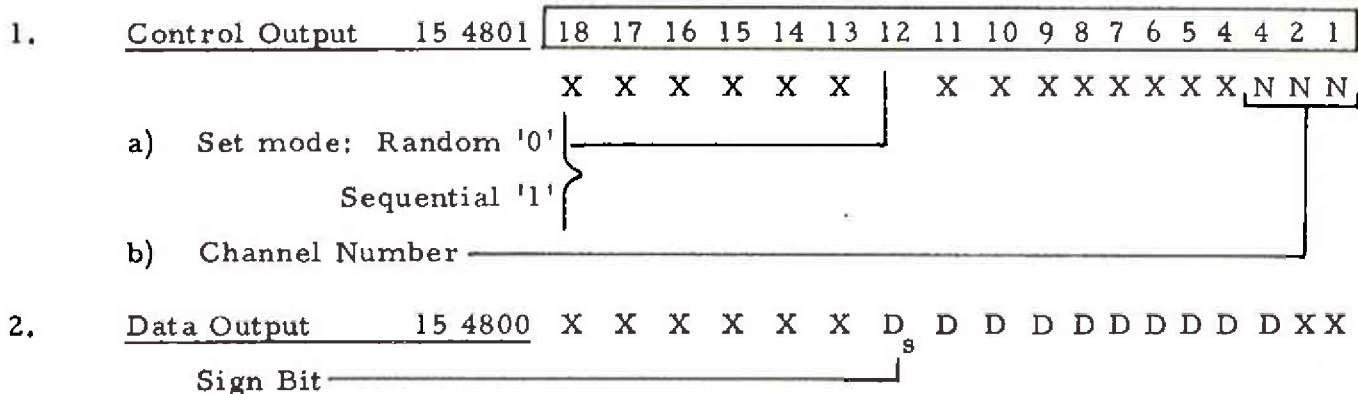 1. Control Output 15 4801 18 17 16 15 14 13 12 11 10 9 8 7 6 5 4 4 2 1
X X X X X X X X X X X X X X N N N
a) Set mode: Random '0'
Sequential '1'
b) Channel Number
2. Data Output 15 4800 X X X X X X Ds D D D D D D D D D X X
Sign Bit